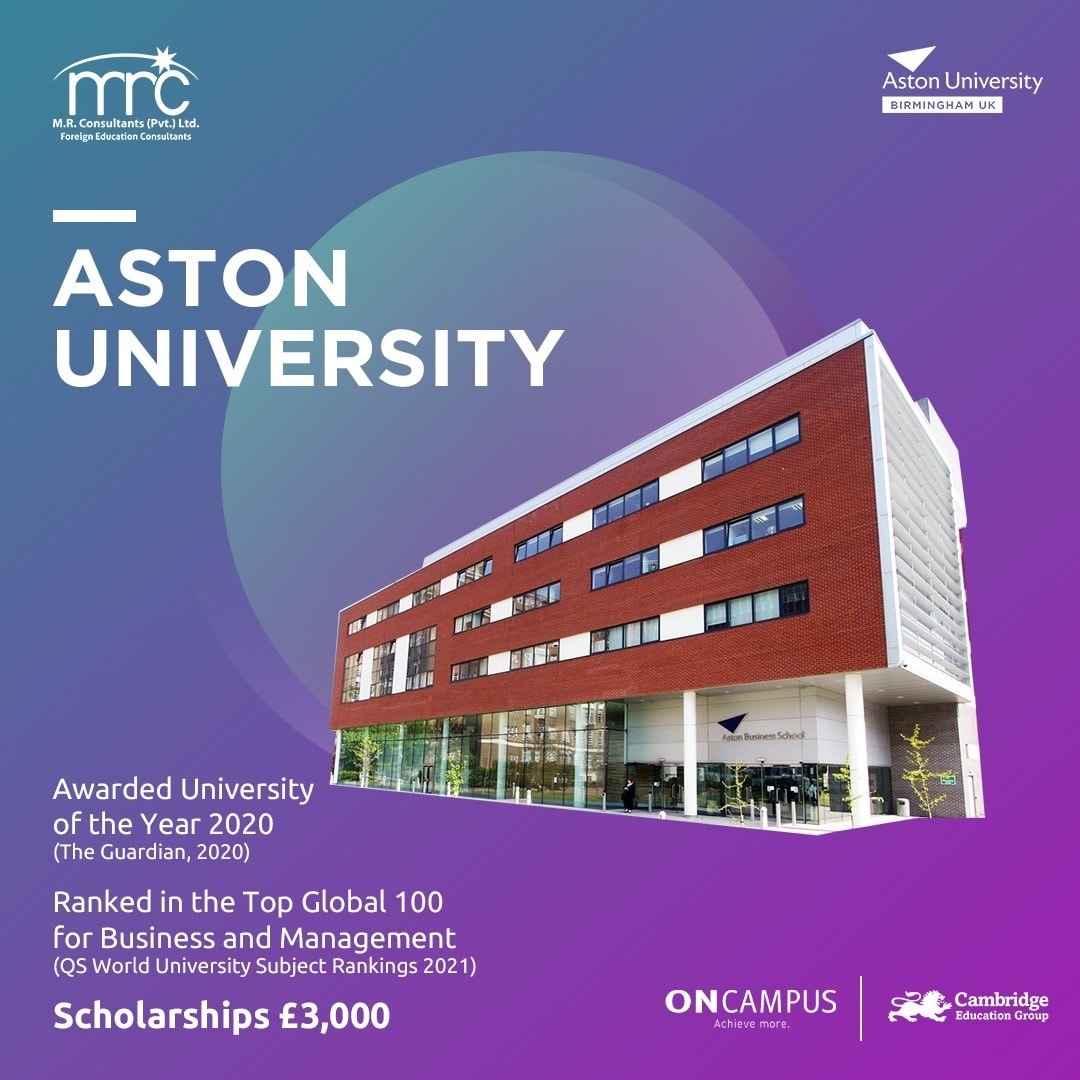 mrc
M.R. Consultants (Pvt.) Ltd.
Foreign Education Consultants
Aston University
BIRMINGHAM UK
ASTON
UNIVERSITY
Aston Business School
Awarded University
of the Year 2020
(The Guardian, 2020)
Ranked in the Top Global 100
for Business and Management
(QS World University Subject Rankings 2021)
Scholarships £3,000
ONCAMPUS
Achieve more.
Cambridge
Education Group